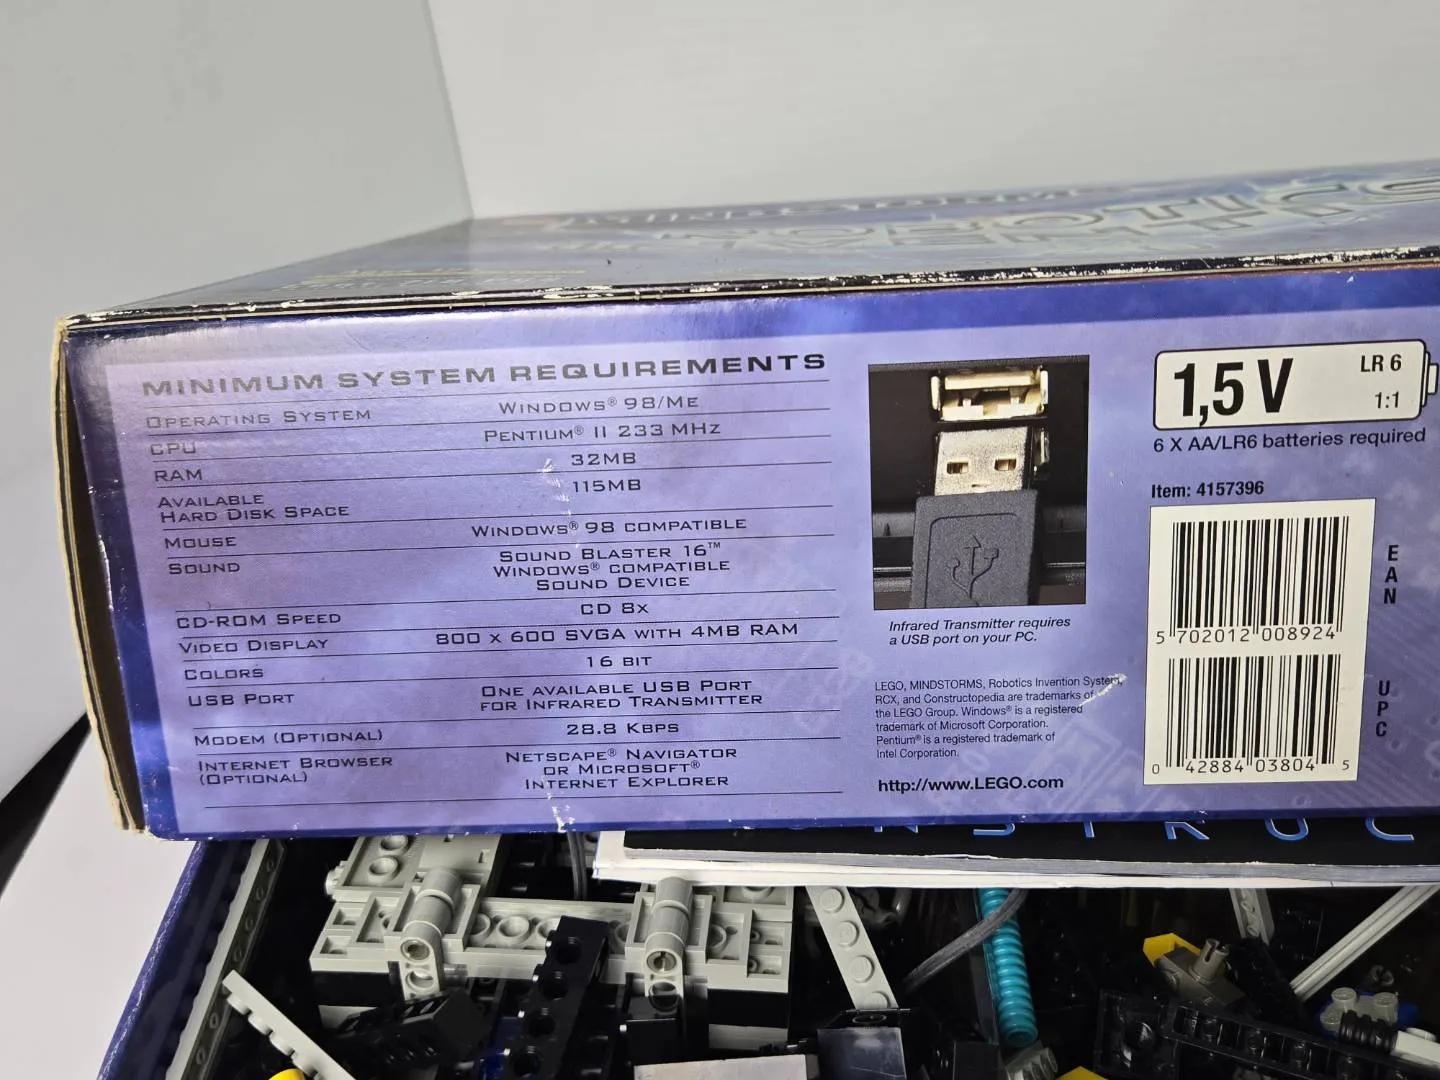 MINDSTORMS
ROBOTICS
INVENTION SYSTEM
MINIMUM SYSTEM REQUIREMENTS
OPERATING SYSTEM WINDOWS® 98/ME
CPU PENTIUM® II 233 MHZ
RAM 32MB
AVAILABLE
HARD DISK SPACE 115MB
MOUSE WINDOWS® 98 COMPATIBLE
SOUND SOUND BLASTER 16™
WINDOWS® COMPATIBLE
SOUND DEVICE
CD-ROM SPEED CD 8x
VIDEO DISPLAY 800 x 600 SVGA WITH 4MB RAM
COLORS 16 BIT
USB PORT ONE AVAILABLE USB PORT
FOR INFRARED TRANSMITTER
MODEM (OPTIONAL) 28.8 KBPS
INTERNET BROWSER
(OPTIONAL) NETSCAPE® NAVIGATOR
OR MICROSOFT®
INTERNET EXPLORER
Infrared Transmitter requires
a USB port on your PC.
LEGO, MINDSTORMS, Robotics Invention System,
RCX, and Constructopedia are trademarks of
the LEGO Group. Windows® is a registered
trademark of Microsoft Corporation.
Pentium® is a registered trademark of
Intel Corporation.
http://www.LEGO.com
1,5 V LR 6
1:1
6 X AA/LR6 batteries required
Item: 4157396
EAN
5 702012 008924
UPC
0 42884 03804 5
NSTRUC